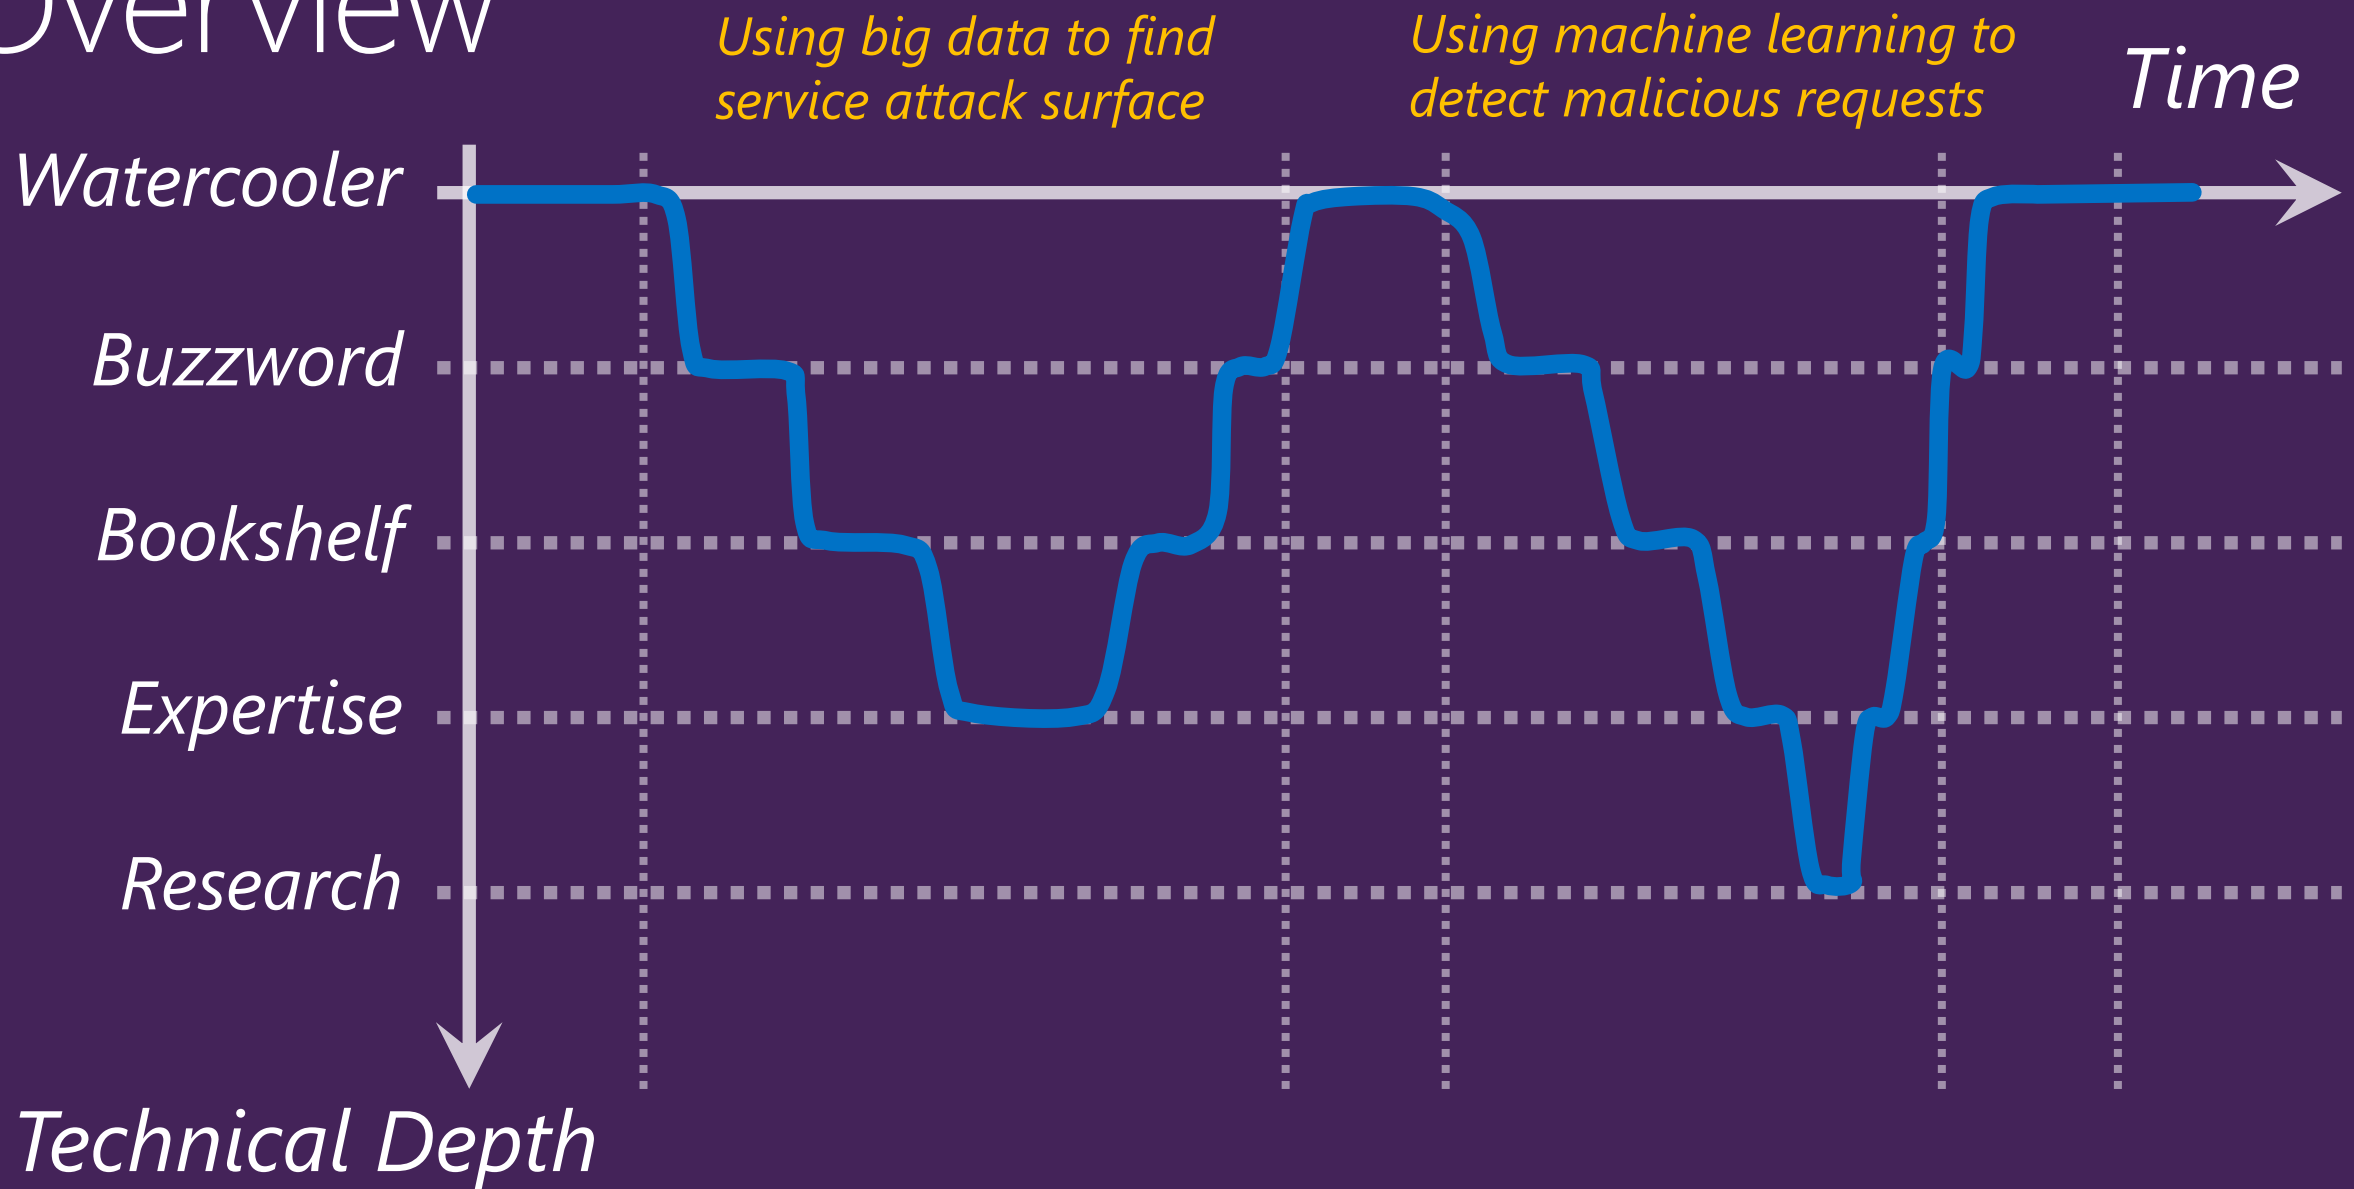 Overview
Using big data to find
service attack surface
Using machine learning to
detect malicious requests
Time
Watercooler
Buzzword
Bookshelf
Expertise
Research
Technical Depth